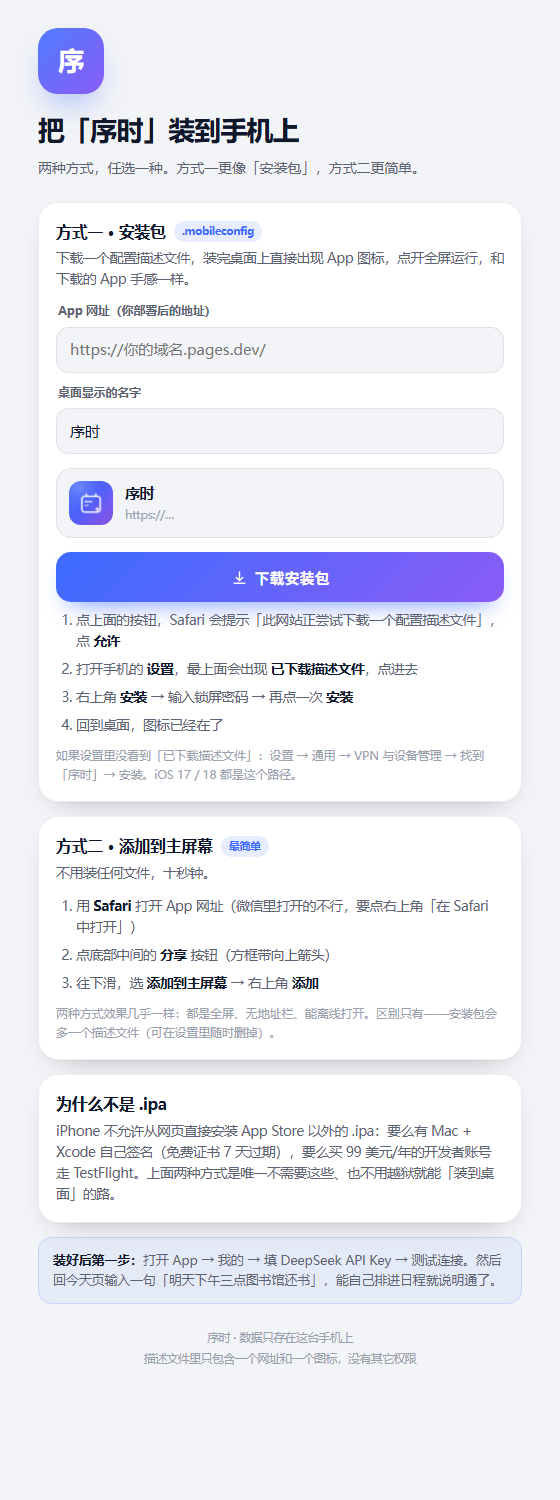 序
把「序时」装到手机上
两种方式，任选一种。方式一更像「安装包」，方式二更简单。
方式一 • 安装包 .mobileconfig
下载一个配置描述文件，装完桌面上直接出现 App 图标，点开全屏运行，和
下载的 App 手感一样。
App 网址（你部署后的地址）
https://你的域名.pages.dev/
桌面显示的名字
序时
序时
https://...
下载安装包
1. 点上面的按钮，Safari 会提示「此网站正尝试下载一个配置描述文件」，
点 允许
2. 打开手机的 设置，最上面会出现 已下载描述文件，点进去
3. 右上角 安装 → 输入锁屏密码 → 再点一次 安装
4. 回到桌面，图标已经在了
如果设置里没看到「已下载描述文件」：设置 → 通用 → VPN 与设备管理 → 找到
「序时」→ 安装。iOS 17 / 18 都是这个路径。
方式二 • 添加到主屏幕 最简单
不用装任何文件，十秒钟。
1. 用 Safari 打开 App 网址（微信里打开的不行，要点右上角「在 Safari
中打开」）
2. 点底部中间的 分享 按钮（方框带向上箭头）
3. 往下滑，选 添加到主屏幕 → 右上角 添加
两种方式效果几乎一样：都是全屏、无地址栏、能离线打开。区别只有——安装包会
多一个描述文件（可在设置里随时删掉）。
为什么不是 .ipa
iPhone 不允许从网页直接安装 App Store 以外的 .ipa：要么有 Mac +
Xcode 自己签名（免费证书 7 天过期），要么买 99 美元/年的开发者账号
走 TestFlight。上面两种方式是唯一不需要这些、也不用越狱就能「装到桌
面」的路。
装好后第一步：打开 App → 我的 → 填 DeepSeek API Key → 测试连接。然后
回今天页输入一句「明天下午三点图书馆还书」，能自己排进日程就说明通了。
序时 · 数据只存在这台手机上
描述文件里只包含一个网址和一个图标，没有其它权限